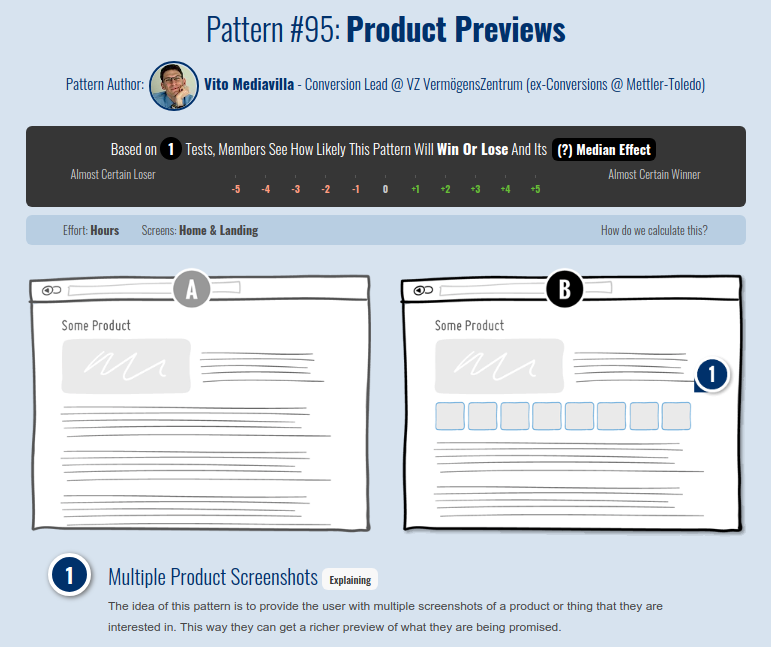 Pattern #95: Product Previews
Pattern Author: Vito Mediavilla - Conversion Lead @ VZ VermögensZentrum (ex-Conversions @ Mettler-Toledo)
Based on 1 Tests, Members See How Likely This Pattern Will Win Or Lose And Its (?) Median Effect
Almost Certain Loser
-5 -4 -3 -2 -1 0 +1 +2 +3 +4 +5
Almost Certain Winner
Effort: Hours Screens: Home & Landing How do we calculate this?
A
Some Product
B
Some Product
1
1 Multiple Product Screenshots Explaining
The idea of this pattern is to provide the user with multiple screenshots of a product or thing that they are
interested in. This way they can get a richer preview of what they are being promised.